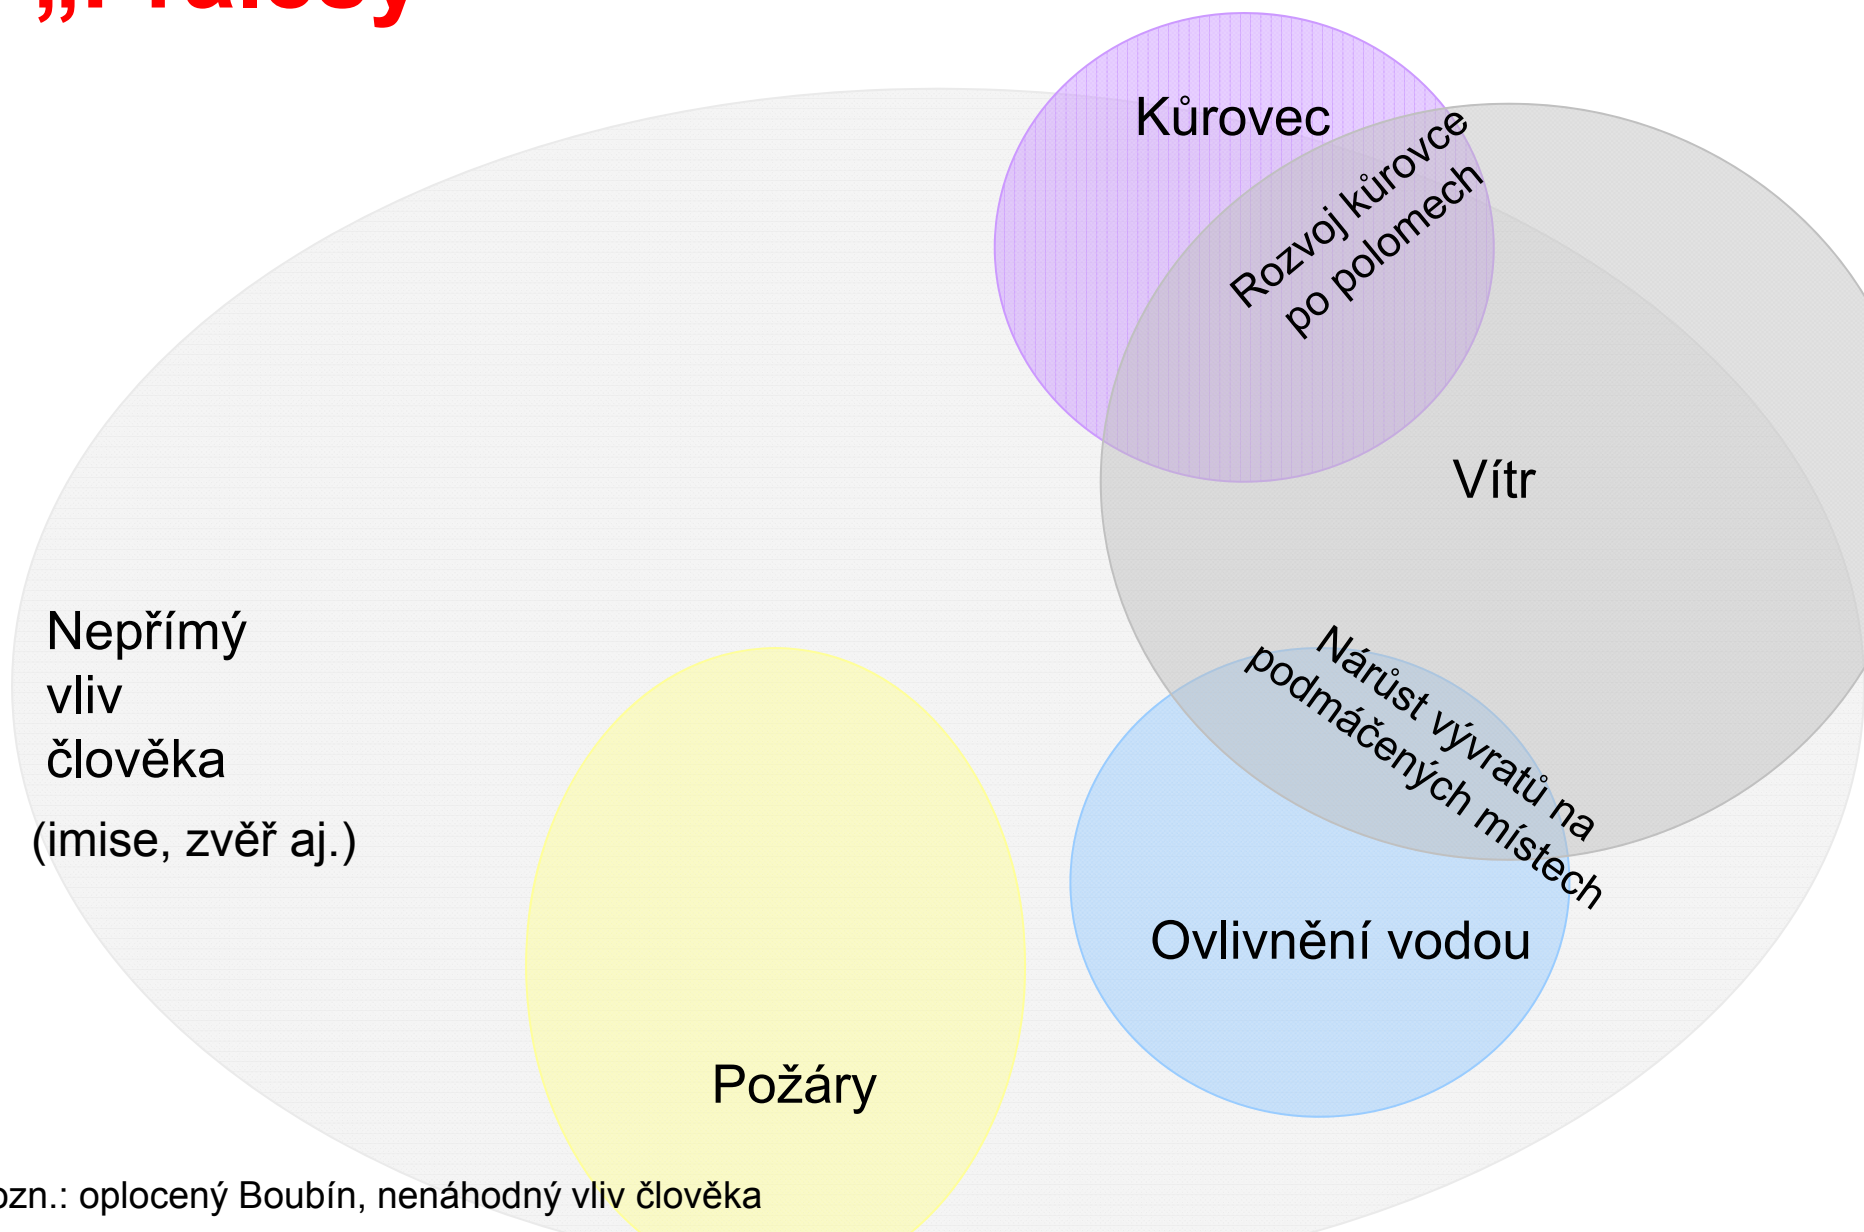 Kůrovec
Rozvoj kůrovce
po polomech
Vítr
Nepřímý
vliv
člověka
(imise, zvěř aj.)
Nárůst vývratů na
podmáčených místech
Ovlivnění vodou
Požáry
ozn.: oplocený Boubín, nenáhodný vliv člověka